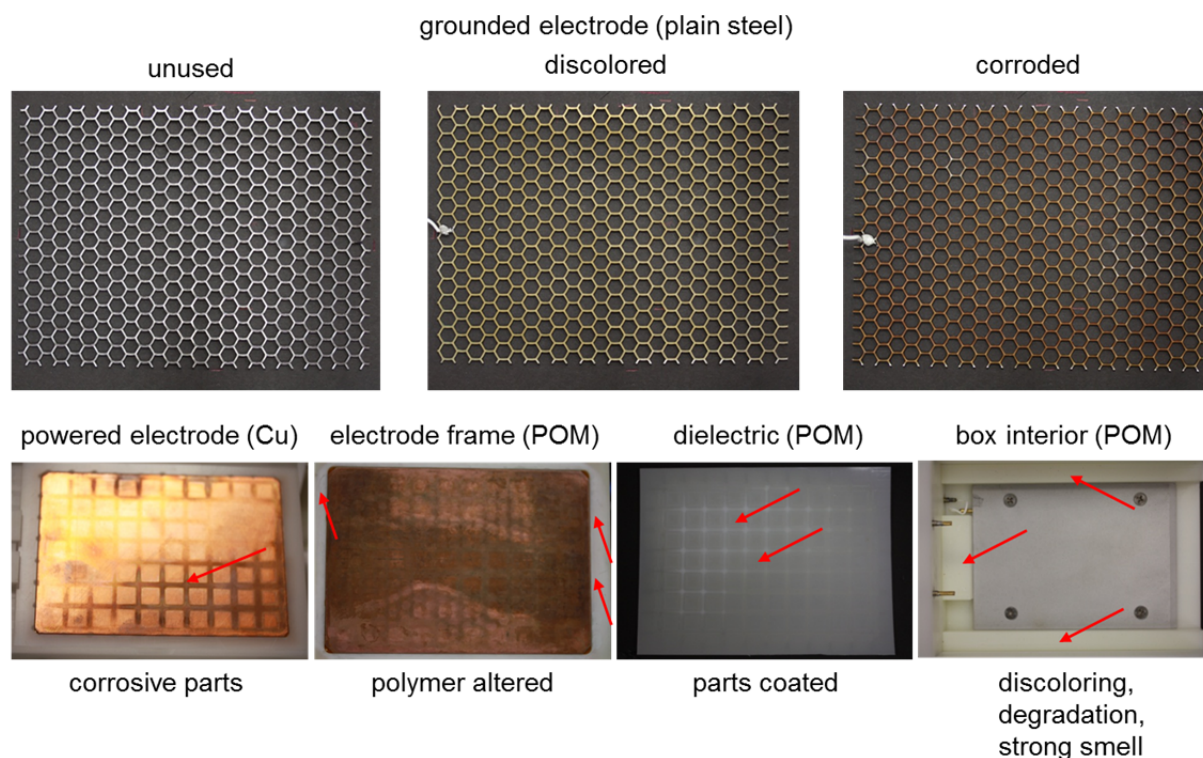 grounded electrode (plain steel)
unused
discolored
corroded
powered electrode (Cu)
electrode frame (POM)
dielectric (POM)
box interior (POM)
corrosive parts
polymer altered
parts coated
discoloring,
degradation,
strong smell